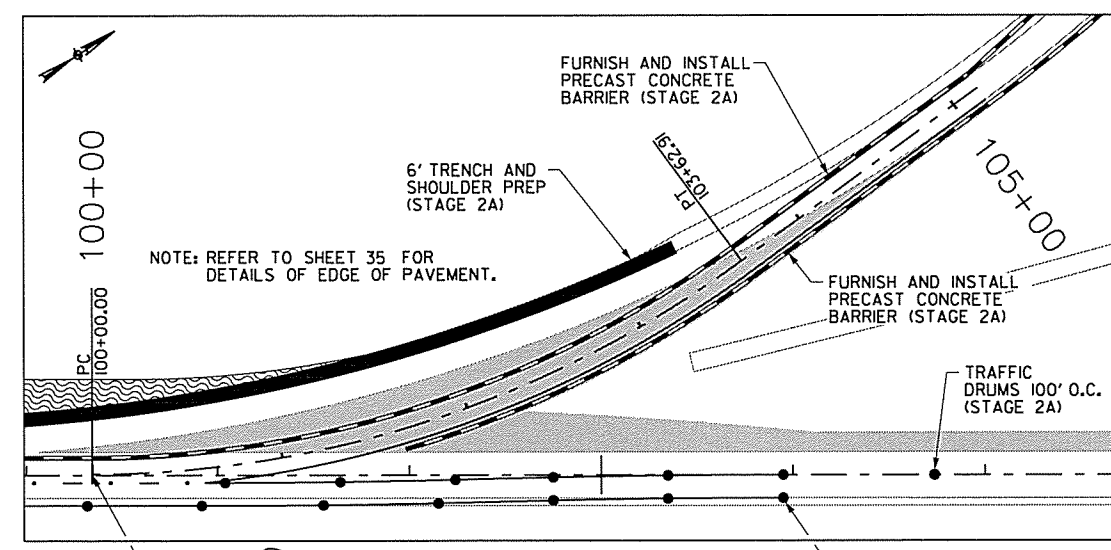 FURNISH AND INSTALL
PRECAST CONCRETE
BARRIER (STAGE 2A)
100+00
6' TRENCH AND
SHOULDER PREP
(STAGE 2A)
PT
103+62.91
105+00
NOTE: REFER TO SHEET 35 FOR
DETAILS OF EDGE OF PAVEMENT.
FURNISH AND INSTALL
PRECAST CONCRETE
BARRIER (STAGE 2A)
PC
100+00.00
TRAFFIC
DRUMS 100' O.C.
(STAGE 2A)